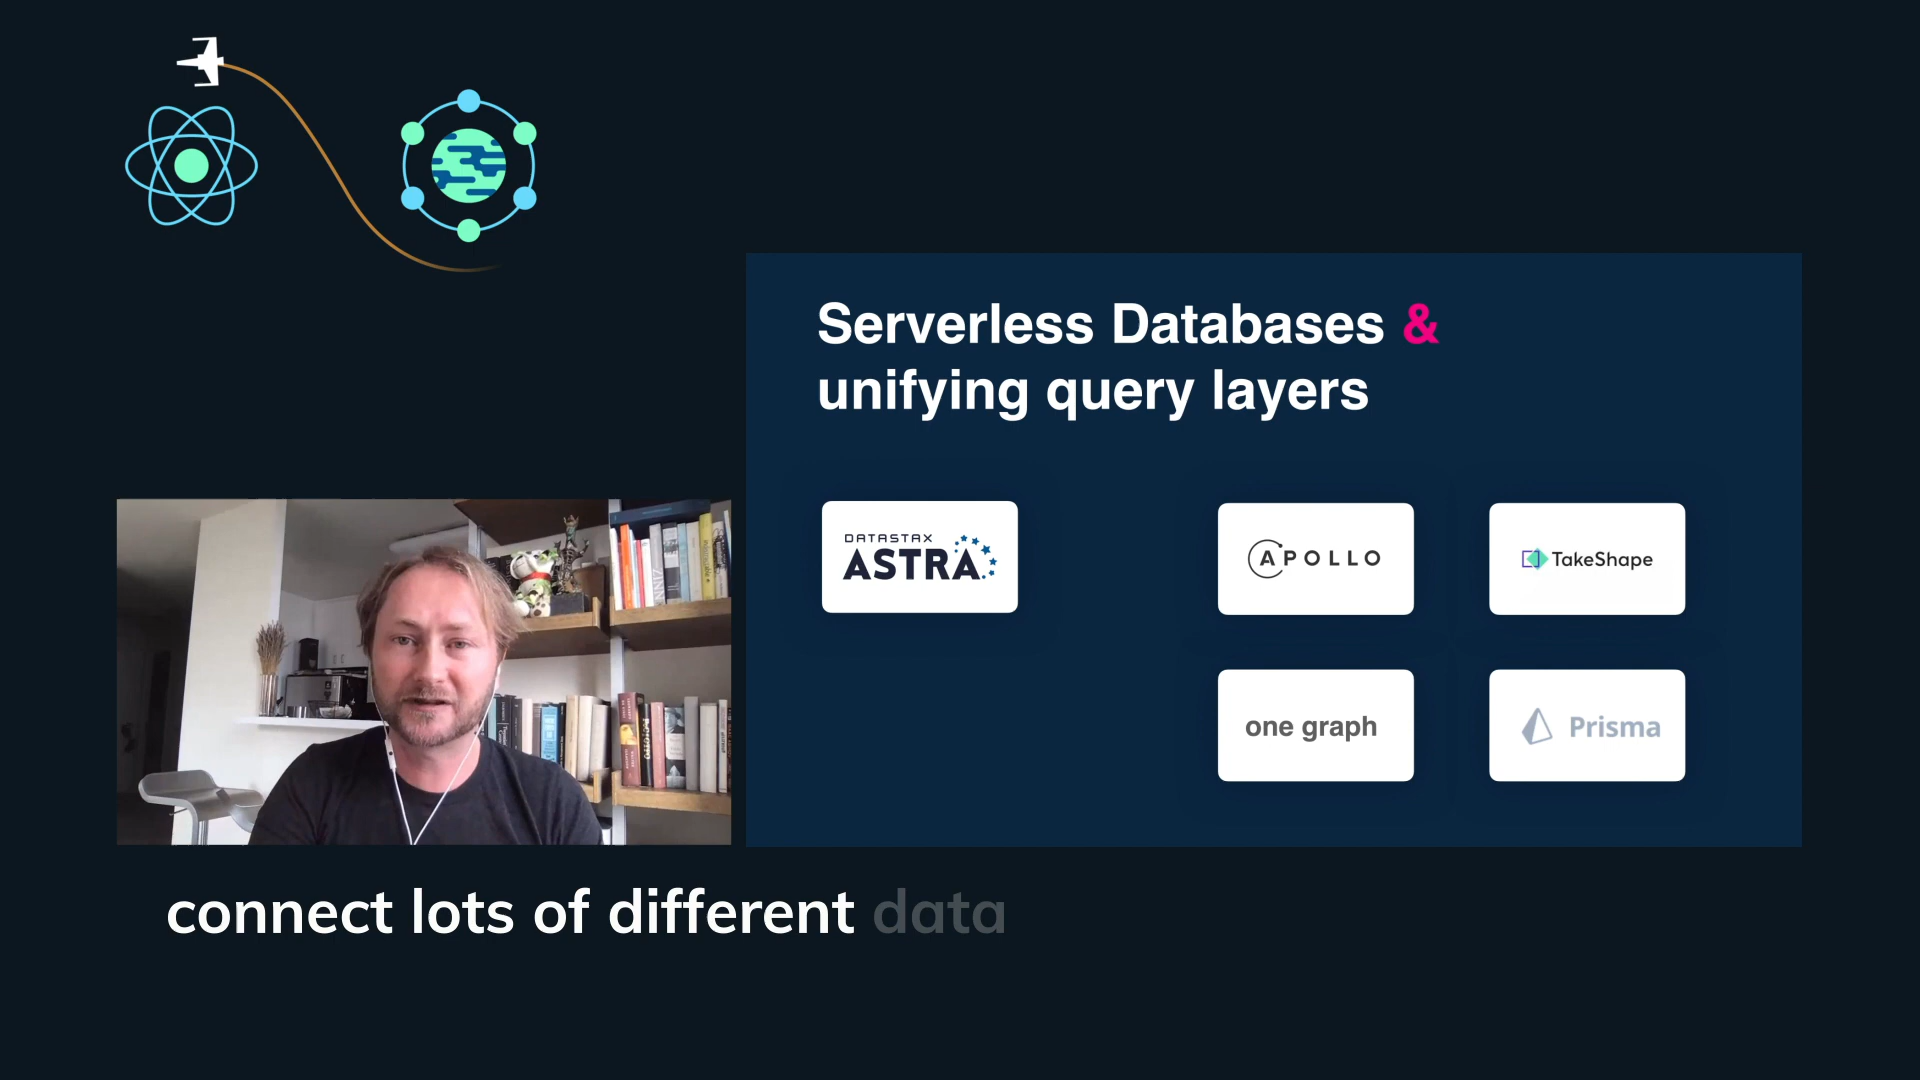 Serverless Databases &
unifying query layers
DATASTAX
ASTRA
APOLLO
TakeShape
one graph
Prisma
connect lots of different data